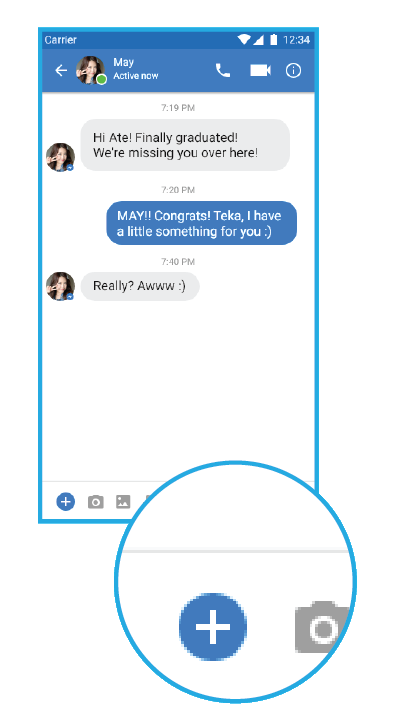 Carrier 12:34
May
Active now
7:19 PM
Hi Ate! Finally graduated!
We're missing you over here!
7:20 PM
MAY!! Congrats! Teka, I have
a little something for you :)
7:40 PM
Really? Awww :)